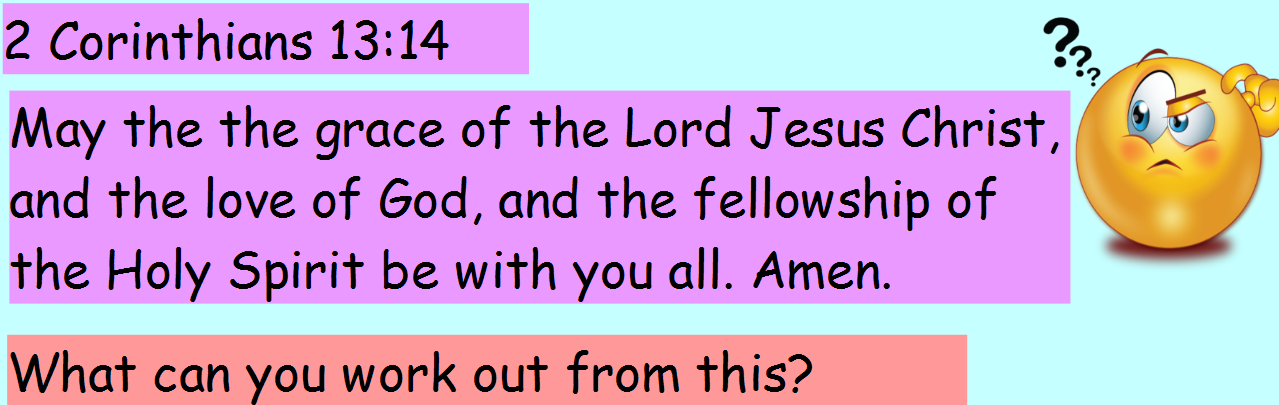 2 Corinthians 13:14
May the the grace of the Lord Jesus Christ,
and the love of God, and the fellowship of
the Holy Spirit be with you all. Amen.
What can you work out from this?
???